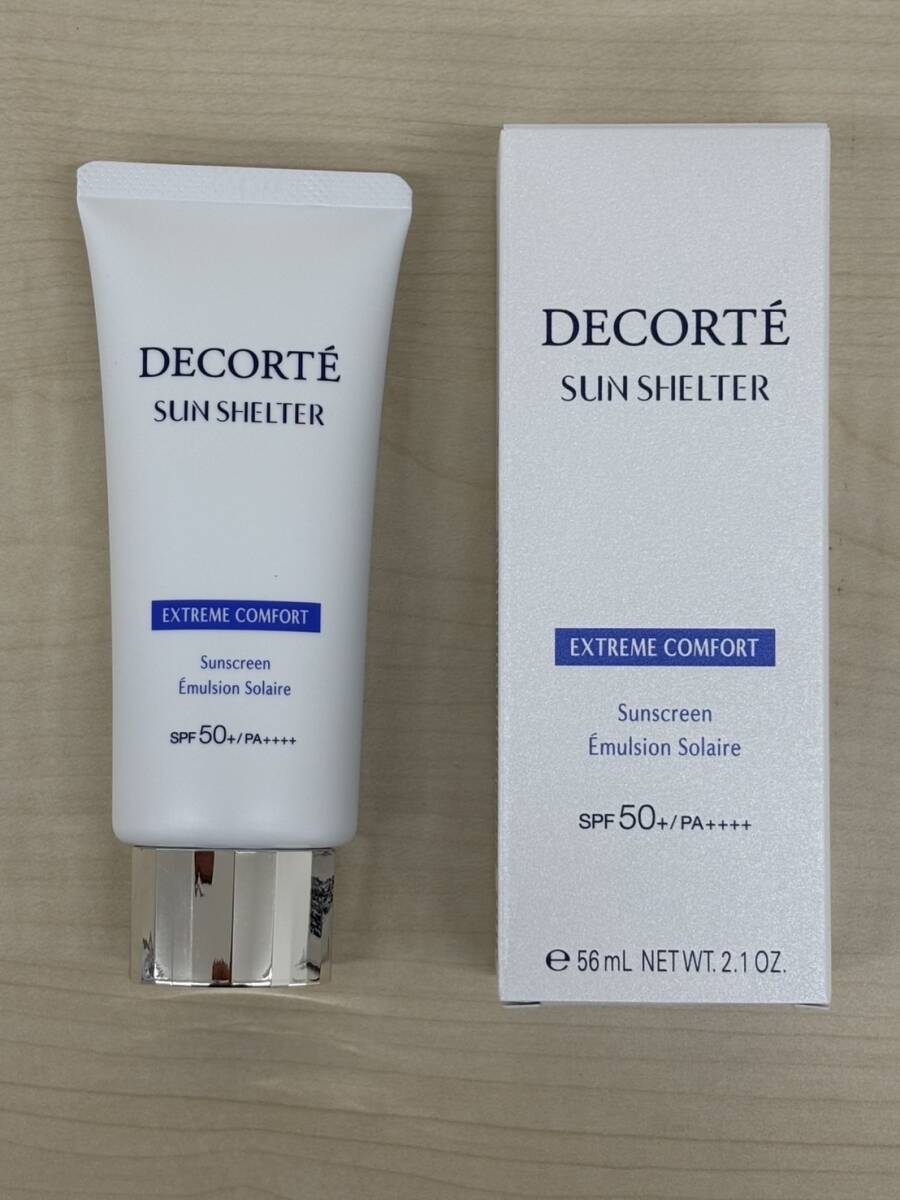 DECORTÉ
SUN SHELTER
EXTREME COMFORT
Sunscreen
Émulsion Solaire
SPF 50+/PA++++
DECORTÉ
SUN SHELTER
EXTREME COMFORT
Sunscreen
Émulsion Solaire
SPF 50+/PA++++
℮ 56 mL NET WT. 2.1 OZ.